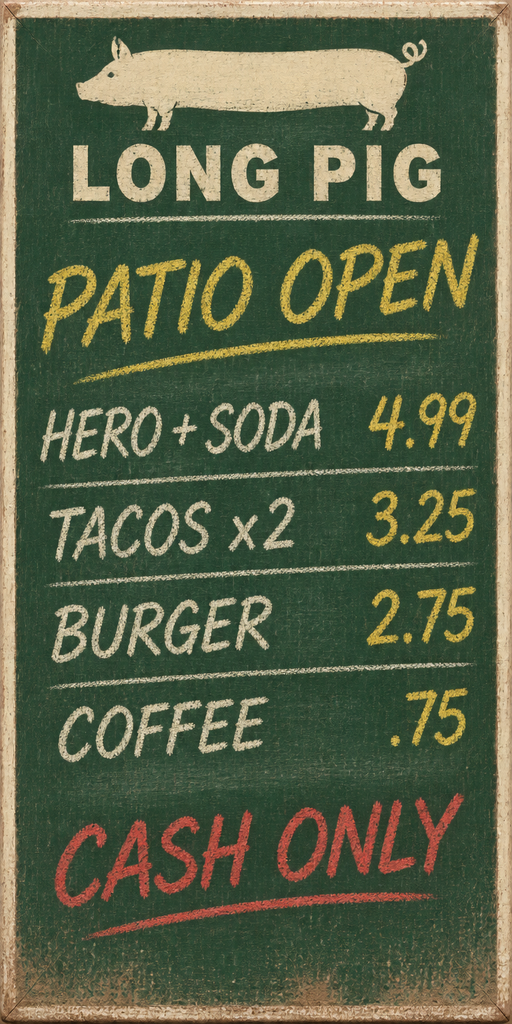 LONG PIG
PATIO OPEN
HERO + SODA 4.99
TACOS x2 3.25
BURGER 2.75
COFFEE .75
CASH ONLY